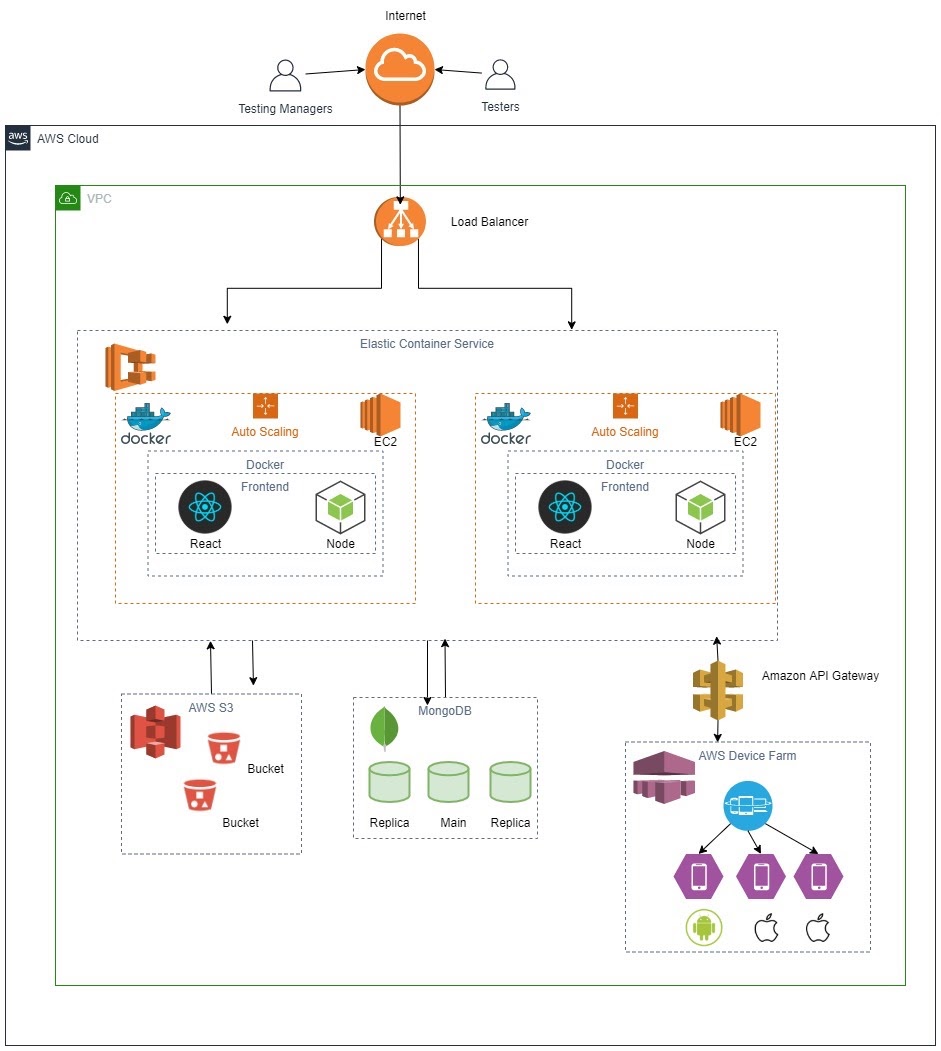 Internet
Testing Managers
Testers
aws
AWS Cloud
VPC
Load Balancer
Elastic Container Service
docker
Auto Scaling
EC2
Docker
Frontend
React
Node
docker
Auto Scaling
EC2
Docker
Frontend
React
Node
Amazon API Gateway
AWS S3
Bucket
Bucket
MongoDB
Replica
Main
Replica
AWS Device Farm